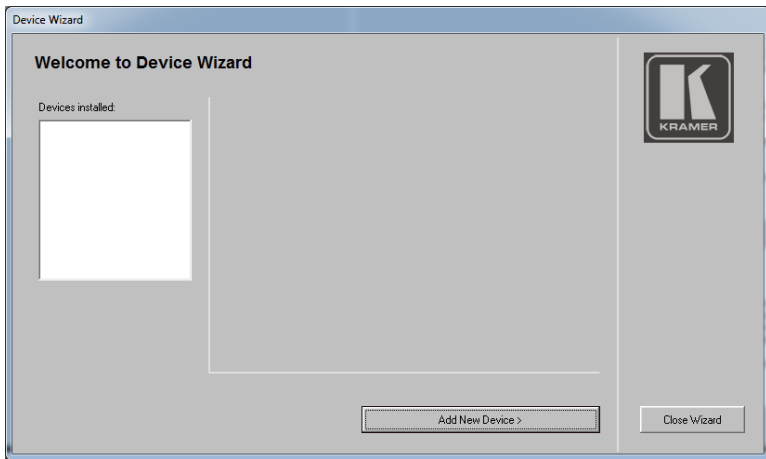 Device Wizard
Welcome to Device Wizard
Devices installed:
KRAMER
Add New Device >
Close Wizard